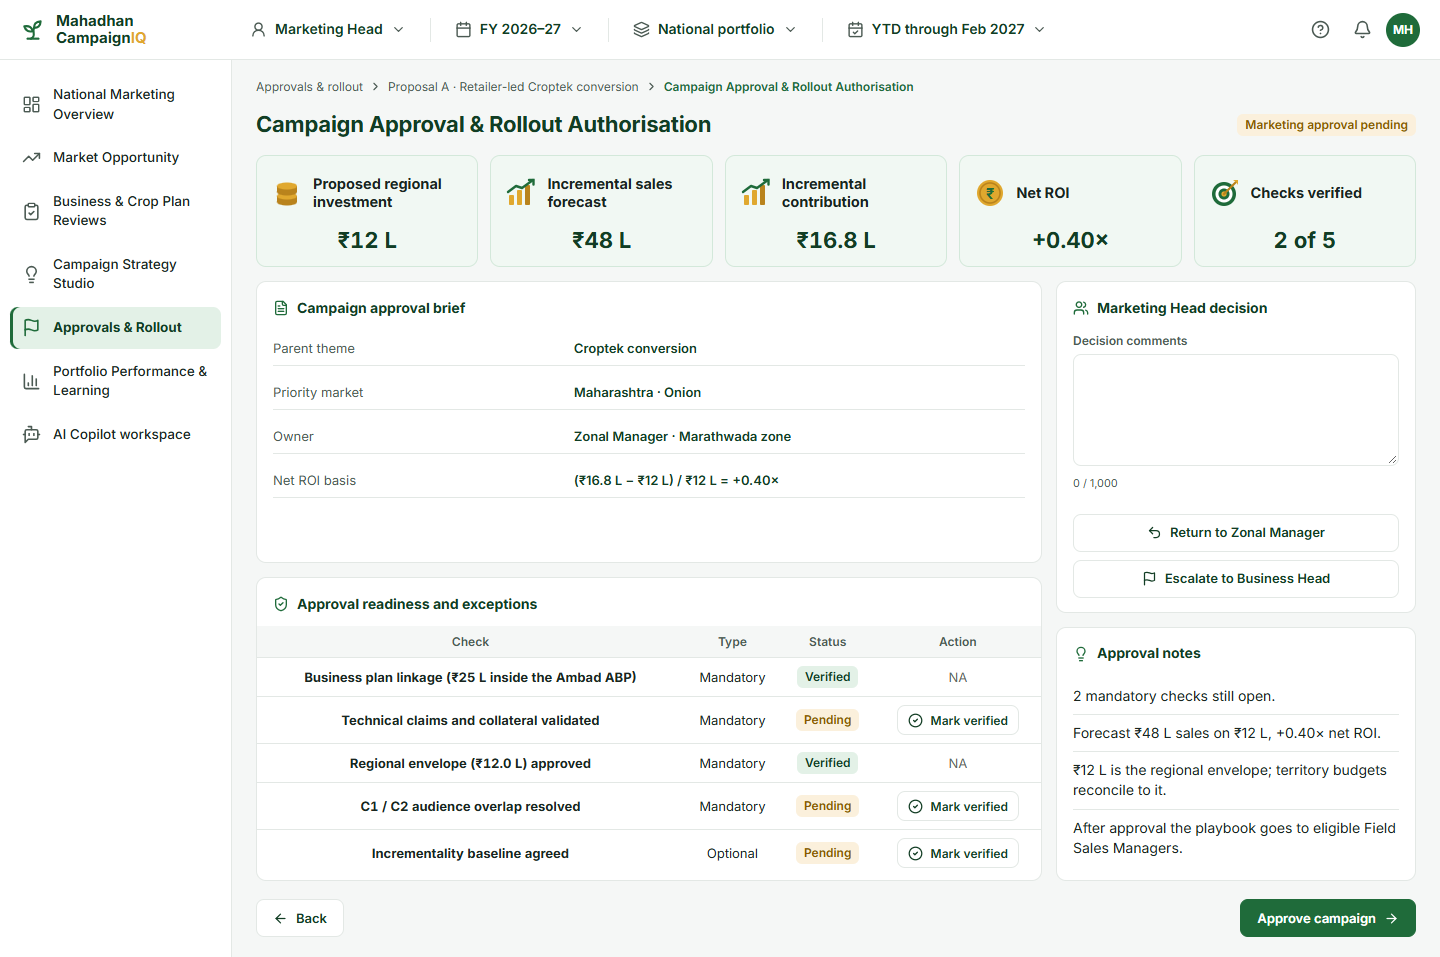 Mahadhan
CampaignIQ
Marketing Head
FY 2026–27
National portfolio
YTD through Feb 2027
MH
National Marketing
Overview
Market Opportunity
Business & Crop Plan
Reviews
Campaign Strategy
Studio
Approvals & Rollout
Portfolio Performance &
Learning
AI Copilot workspace
Approvals & rollout > Proposal A · Retailer-led Croptek conversion > Campaign Approval & Rollout Authorisation
Campaign Approval & Rollout Authorisation
Marketing approval pending
Proposed regional
investment
₹12 L
Incremental sales
forecast
₹48 L
Incremental
contribution
₹16.8 L
Net ROI
+0.40×
Checks verified
2 of 5
Campaign approval brief
Parent theme Croptek conversion
Priority market Maharashtra · Onion
Owner Zonal Manager · Marathwada zone
Net ROI basis (₹16.8 L − ₹12 L) / ₹12 L = +0.40×
Approval readiness and exceptions
Check Type Status Action
Business plan linkage (₹25 L inside the Ambad ABP) Mandatory Verified NA
Technical claims and collateral validated Mandatory Pending Mark verified
Regional envelope (₹12.0 L) approved Mandatory Verified NA
C1 / C2 audience overlap resolved Mandatory Pending Mark verified
Incrementality baseline agreed Optional Pending Mark verified
Marketing Head decision
Decision comments
0 / 1,000
Return to Zonal Manager
Escalate to Business Head
Approval notes
2 mandatory checks still open.
Forecast ₹48 L sales on ₹12 L, +0.40× net ROI.
₹12 L is the regional envelope; territory budgets
reconcile to it.
After approval the playbook goes to eligible Field
Sales Managers.
Back
Approve campaign